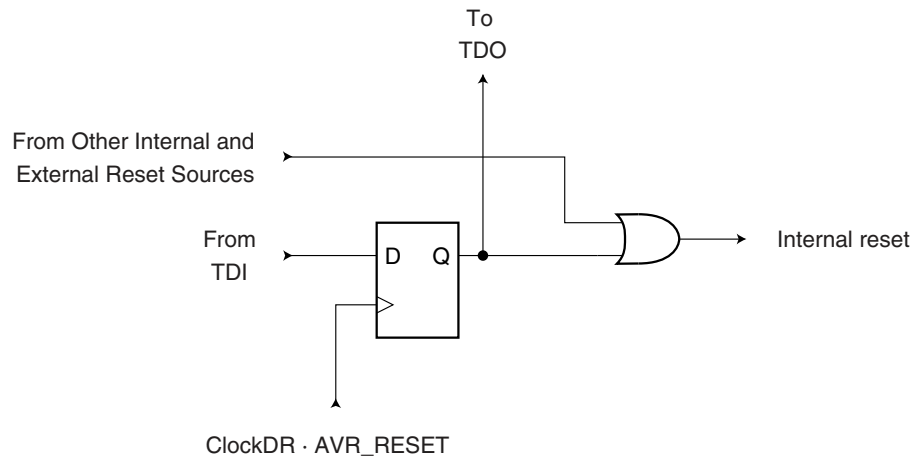 To
TDO
From Other Internal and
External Reset Sources
From
TDI
D Q
Internal reset
ClockDR · AVR_RESET